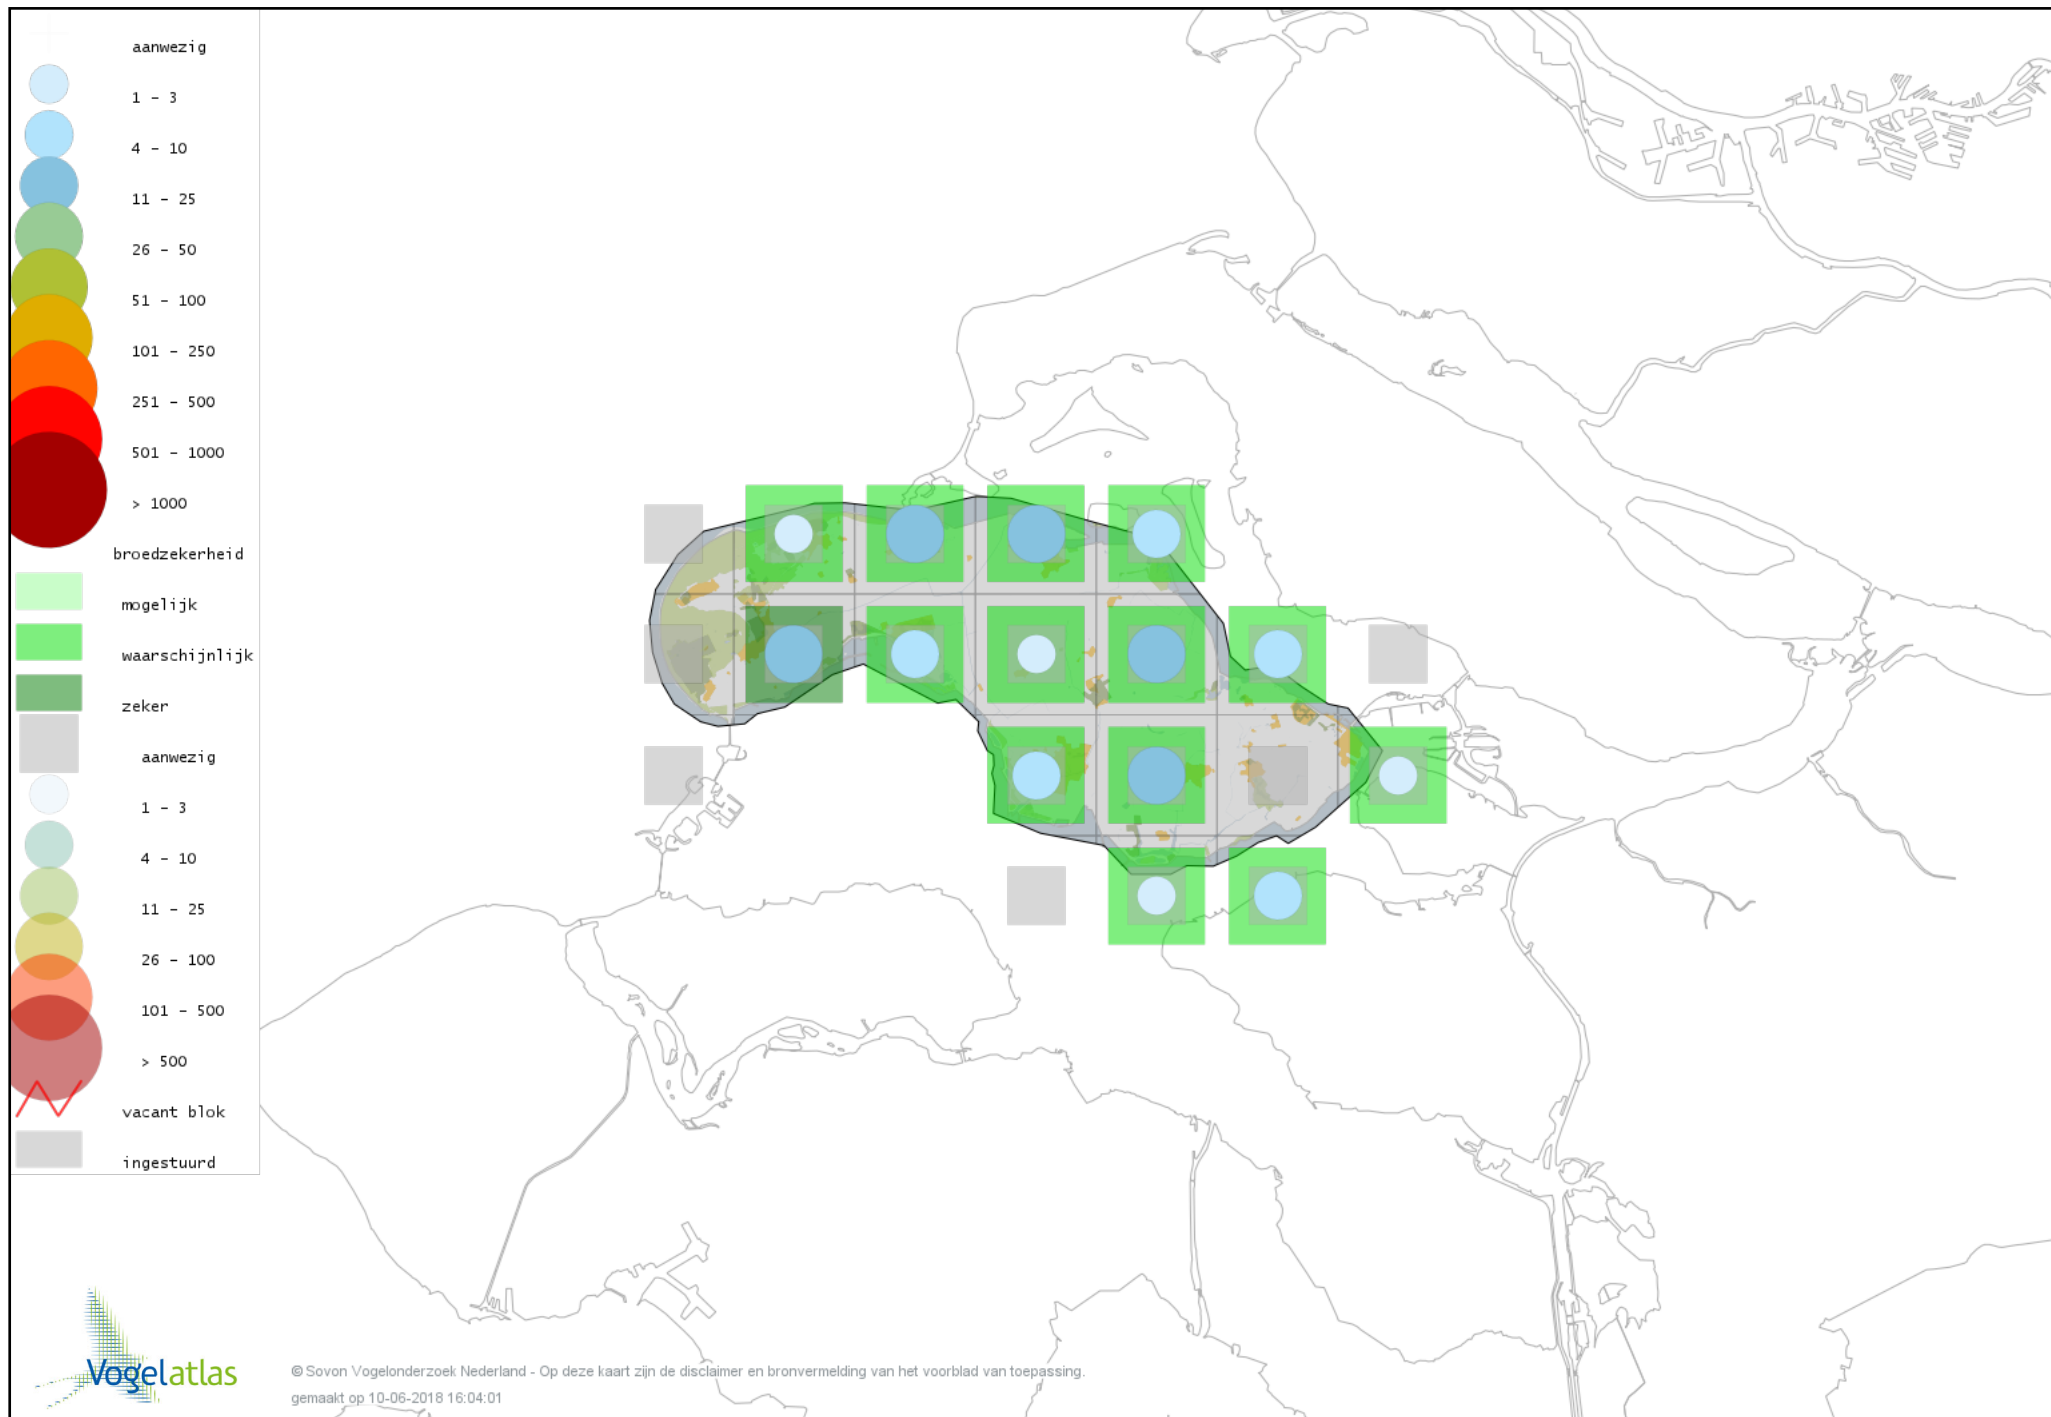 aanwezig
1 - 3
4 - 10
11 - 25
26 - 50
51 - 100
101 - 250
251 - 500
501 - 1000
> 1000
broedzekerheid
mogelijk
waarschijnlijk
zeker
aanwezig
1 - 3
4 - 10
11 - 25
26 - 100
101 - 500
> 500
vacant blok
ingestuurd
Vogelatlas
© Sovon Vogelonderzoek Nederland - Op deze kaart zijn de disclaimer en bronvermelding van het voorblad van toepassing.
gemaakt op 10-06-2018 16:04:01